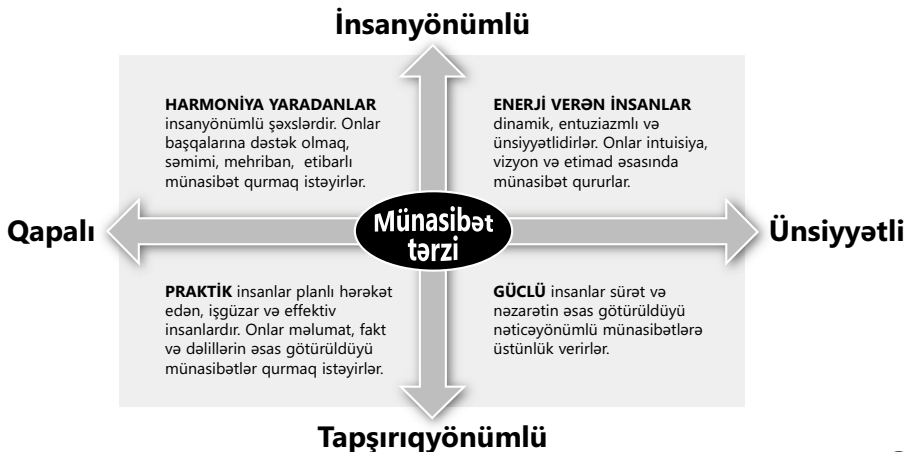 İnsanyönümlü
HARMONİYA YARADANLAR
insanyönümlü şəxslərdir. Onlar
başqalarına dəstək olmaq,
səmimi, mehriban, etibarlı
münasibət qurmaq istəyirlər.
ENERJİ VERƏN İNSANLAR
dinamik, entuziazmlı və
ünsiyyətlidirlər. Onlar intuisiya,
vizyon və etimad əsasında
münasibət qururlar.
Qapalı
Münasibət
tərzi
Ünsiyyətli
PRAKTİK insanlar planlı hərəkət
edən, işgüzar və effektiv
insanlardır. Onlar məlumat, fakt
və dəlillərin əsas götürüldüyü
münasibətlər qurmaq istəyirlər.
GÜCLÜ insanlar sürət və
nəzarətin əsas götürüldüyü
nəticəyönümlü münasibətlərə
üstünlük verirlər.
Tapşırıqyönümlü